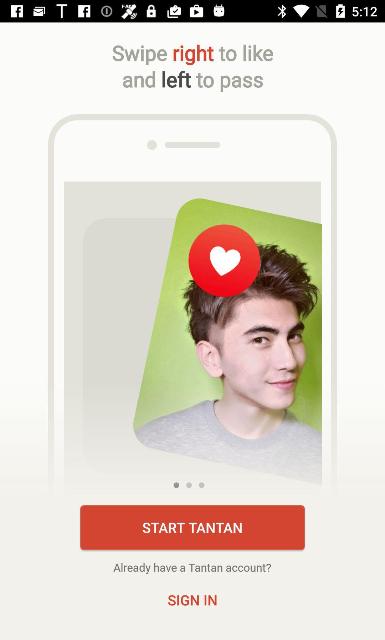 5:12
Swipe right to like
and left to pass
START TANTAN
Already have a Tantan account?
SIGN IN